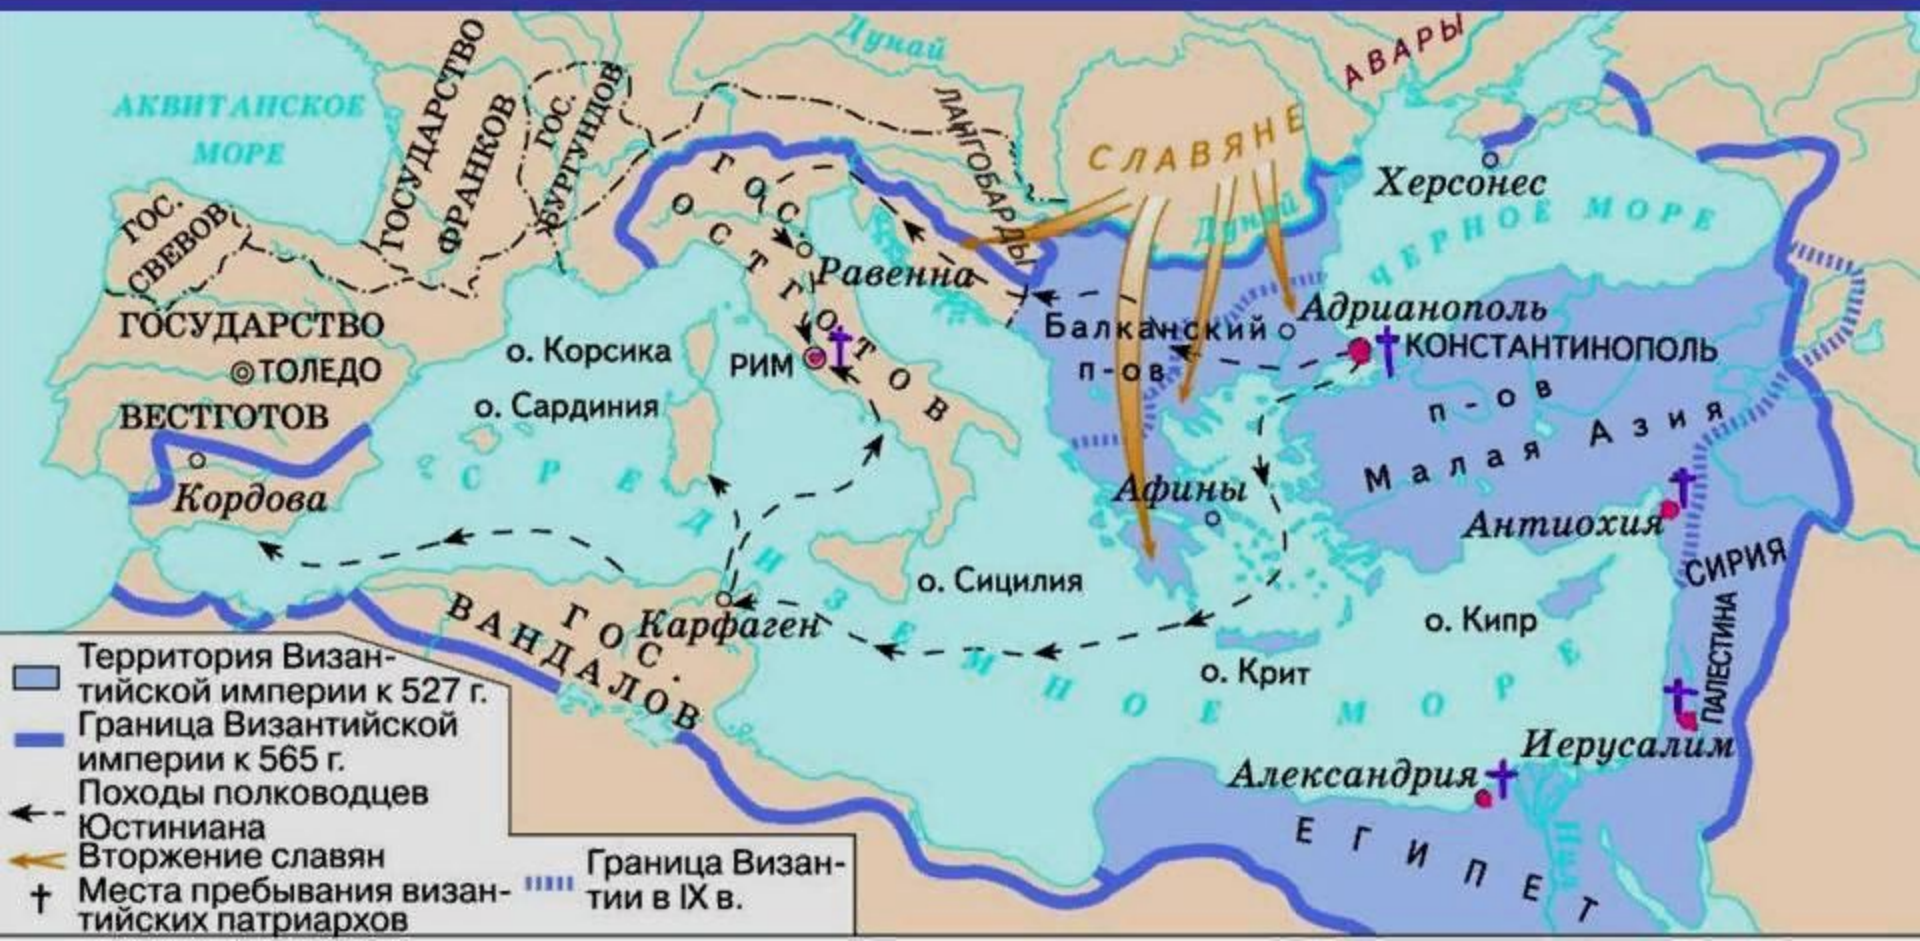 Дунай
АВАРЫ
АКВИТАНСКОЕ
МОРЕ
ГОСУДАРСТВО
ФРАНКОВ
ГОС.
БУРГУНДОВ
ЛАНГОБАРДЫ
СЛАВЯНЕ
Херсонес
ЧЕРНОЕ МОРЕ
Дунай
ГОС.
СВЕВОВ
ГОС.
ОСТГОТОВ
Равенна
Адрианополь
Балканский
п-ов
КОНСТАНТИНОПОЛЬ
ГОСУДАРСТВО
ТОЛЕДО
ВЕСТГОТОВ
о. Корсика
РИМ
о. Сардиния
п-ов
Малая Азия
Кордова
Афины
Антиохия
СИРИЯ
СРЕДИЗЕМНОЕ МОРЕ
о. Сицилия
о. Кипр
ПАЛЕСТИНА
ГОС.
ВАНДАЛОВ
Карфаген
о. Крит
Иерусалим
Александрия
ЕГИПЕТ
Нил
Территория Визан-
тийской империи к 527 г.
Граница Византийской
империи к 565 г.
Походы полководцев
Юстиниана
Вторжение славян
Места пребывания визан-
тийских патриархов
Граница Визан-
тии в IX в.